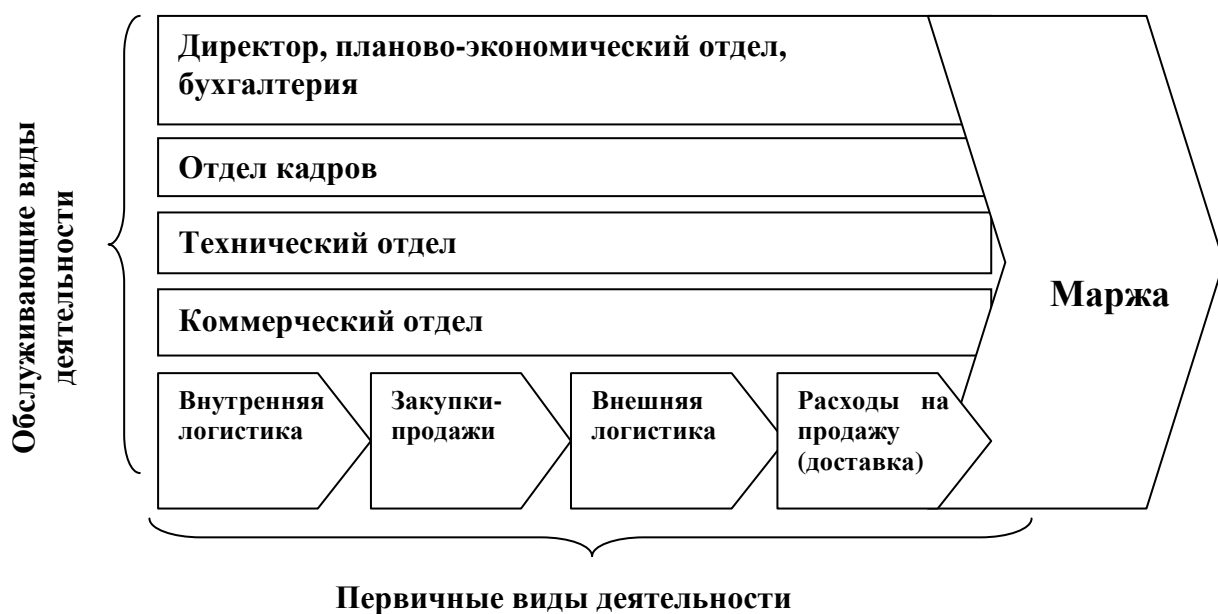 Обслуживающие виды
деятельности
Директор, планово-экономический отдел,
бухгалтерия
Отдел кадров
Технический отдел
Коммерческий отдел
Маржа
Внутренняя
логистика
Закупки-
продажи
Внешняя
логистика
Расходы на
продажу
(доставка)
Первичные виды деятельности